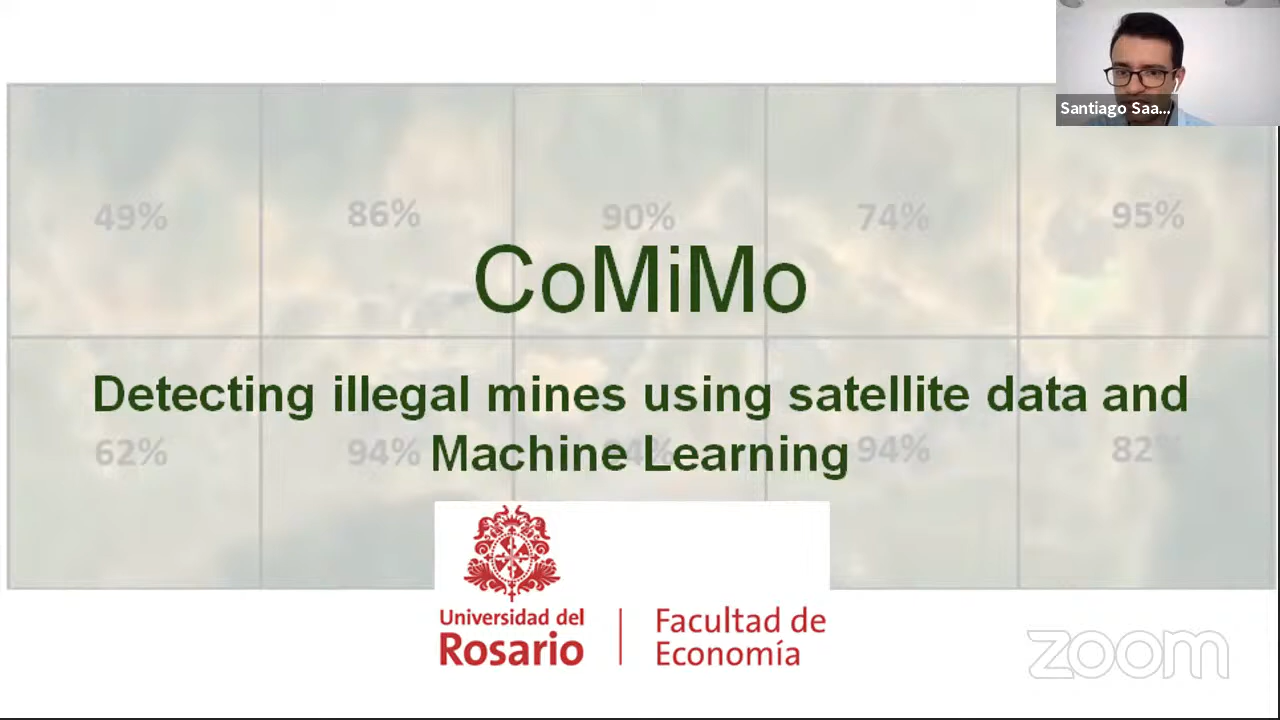 Santiago Saa...
49% 86% 90% 74% 95%
CoMiMo
Detecting illegal mines using satellite data and
Machine Learning
62% 94% 94% 82%
Universidad del
Rosario
Facultad de
Economía
zoom